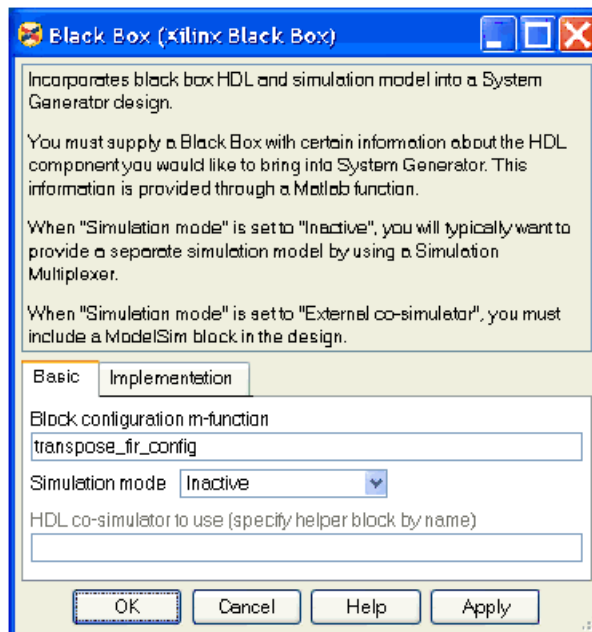 Black Box (Xilinx Black Box)
Incorporates black box HDL and simulation model into a System
Generator design.
You must supply a Black Box with certain information about the HDL
component you would like to bring into System Generator. This
information is provided through a Matlab function.
When "Simulation mode" is set to "Inactive", you will typically want to
provide a separate simulation model by using a Simulation
Multiplexer.
When "Simulation mode" is set to "External co-simulator", you must
include a ModelSim block in the design.
Basic Implementation
Block configuration m-function
transpose_fir_config
Simulation mode Inactive
HDL co-simulator to use (specify helper block by name)
OK Cancel Help Apply